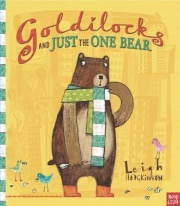 Goldilocks
AND JUST THE ONE BEAR
Leigh
HODGKINSON
NOSY
CROW